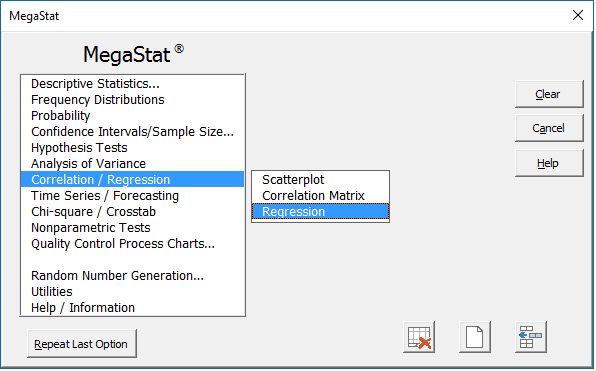 MegaStat
MegaStat ®
Descriptive Statistics...
Frequency Distributions
Probability
Confidence Intervals/Sample Size...
Hypothesis Tests
Analysis of Variance
Correlation / Regression
Time Series / Forecasting
Chi-square / Crosstab
Nonparametric Tests
Quality Control Process Charts...
Random Number Generation...
Utilities
Help / Information
Scatterplot
Correlation Matrix
Regression
Clear
Cancel
Help
Repeat Last Option